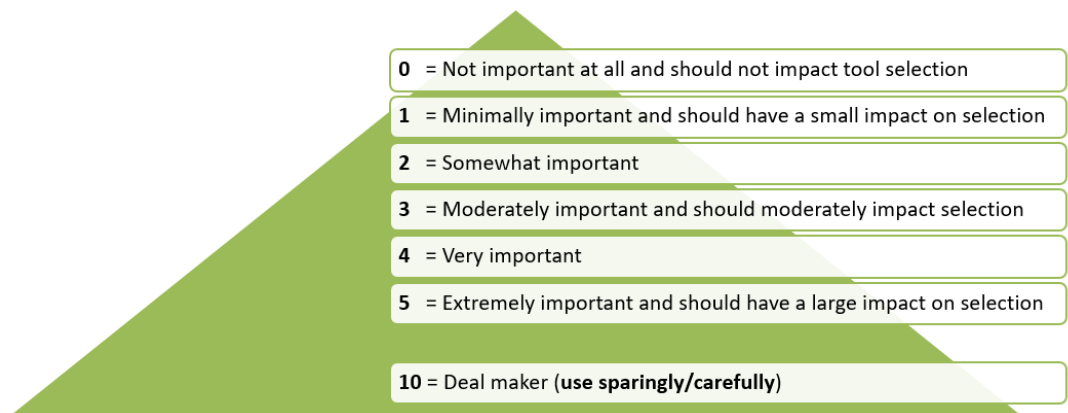 0 = Not important at all and should not impact tool selection
1 = Minimally important and should have a small impact on selection
2 = Somewhat important
3 = Moderately important and should moderately impact selection
4 = Very important
5 = Extremely important and should have a large impact on selection
10 = Deal maker (use sparingly/carefully)